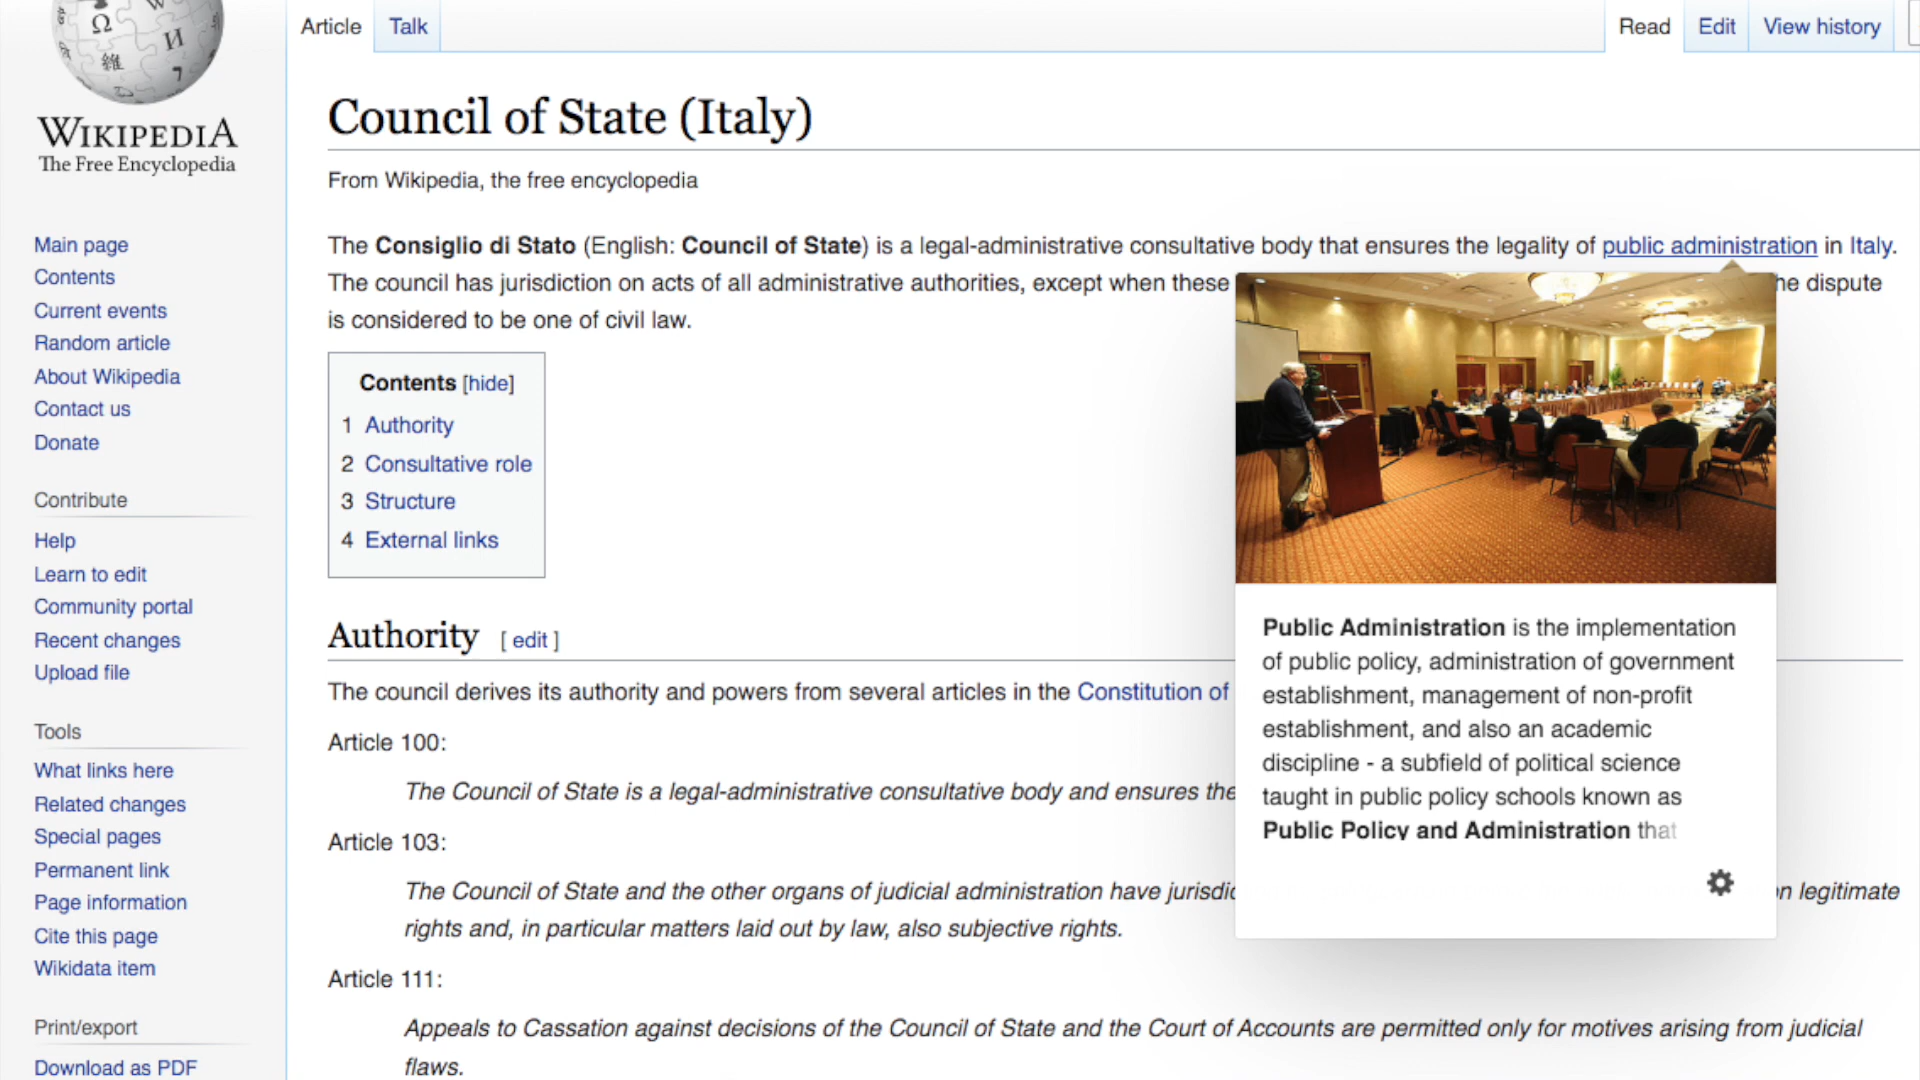 Article Talk Read Edit View history
WIKIPEDIA
The Free Encyclopedia
Main page
Contents
Current events
Random article
About Wikipedia
Contact us
Donate
Contribute
Help
Learn to edit
Community portal
Recent changes
Upload file
Tools
What links here
Related changes
Special pages
Permanent link
Page information
Cite this page
Wikidata item
Print/export
Download as PDF
Council of State (Italy)
From Wikipedia, the free encyclopedia
The Consiglio di Stato (English: Council of State) is a legal-administrative consultative body that ensures the legality of public administration in Italy.
The council has jurisdiction on acts of all administrative authorities, except when these he dispute
is considered to be one of civil law.
Contents [hide]
1 Authority
2 Consultative role
3 Structure
4 External links
Authority [ edit ]
The council derives its authority and powers from several articles in the Constitution of
Article 100:
The Council of State is a legal-administrative consultative body and ensures the
Article 103:
The Council of State and the other organs of judicial administration have jurisdic n legitimate
rights and, in particular matters laid out by law, also subjective rights.
Article 111:
Appeals to Cassation against decisions of the Council of State and the Court of Accounts are permitted only for motives arising from judicial
flaws.
Public Administration is the implementation
of public policy, administration of government
establishment, management of non-profit
establishment, and also an academic
discipline - a subfield of political science
taught in public policy schools known as
Public Policy and Administration that